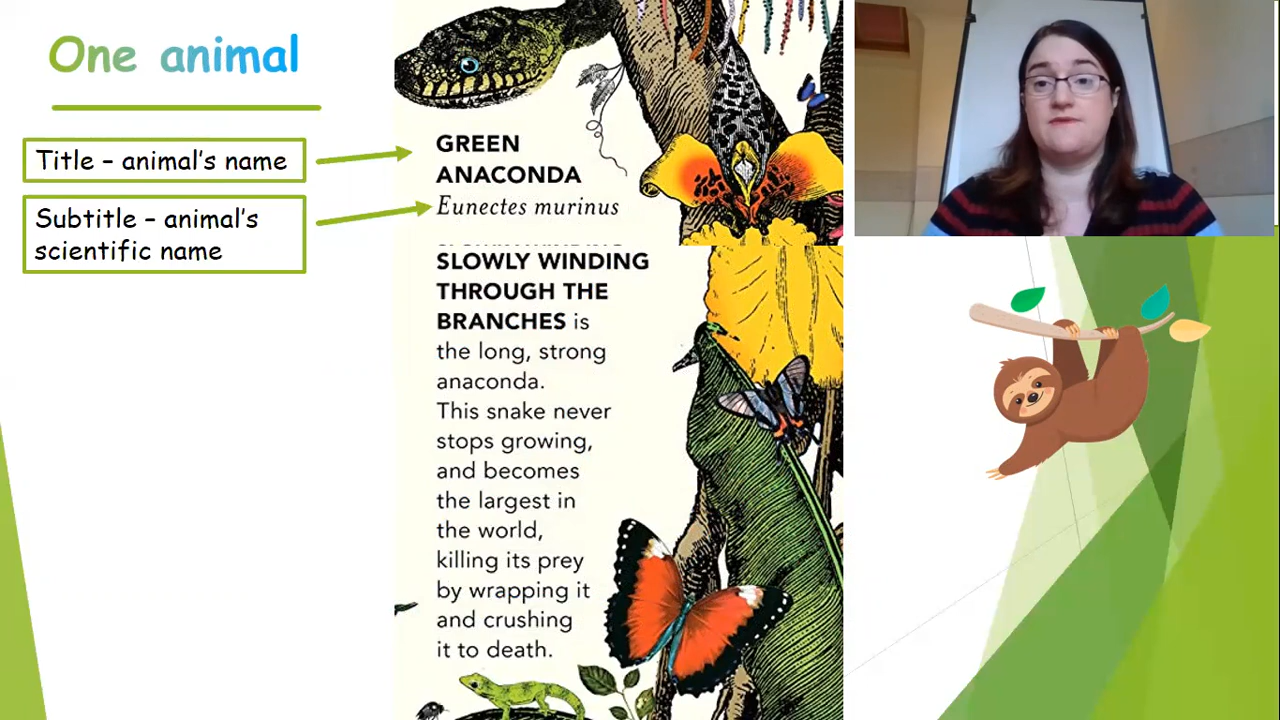 One animal
Title – animal's name
Subtitle – animal's
scientific name
GREEN
ANACONDA
Eunectes murinus
SLOWLY WINDING
SLOWLY WINDING
THROUGH THE
BRANCHES is
the long, strong
anaconda.
This snake never
stops growing,
and becomes
the largest in
the world,
killing its prey
by wrapping it
and crushing
it to death.